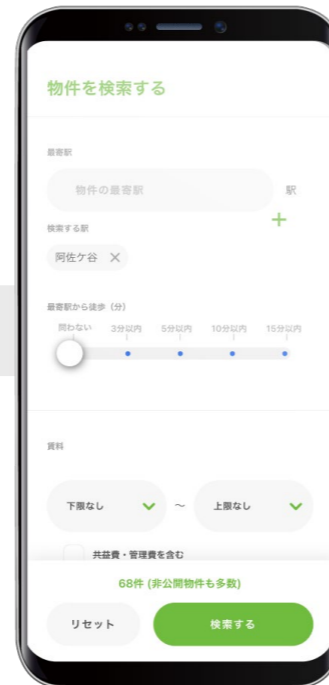 物件を検索する
最寄駅
物件の最寄駅 駅
+
検索する駅
阿佐ケ谷 ×
最寄駅から徒歩（分）
問わない 3分以内 5分以内 10分以内 15分以内
賃料
下限なし ～ 上限なし
共益費・管理費を含む
68件 (非公開物件も多数)
リセット 検索する